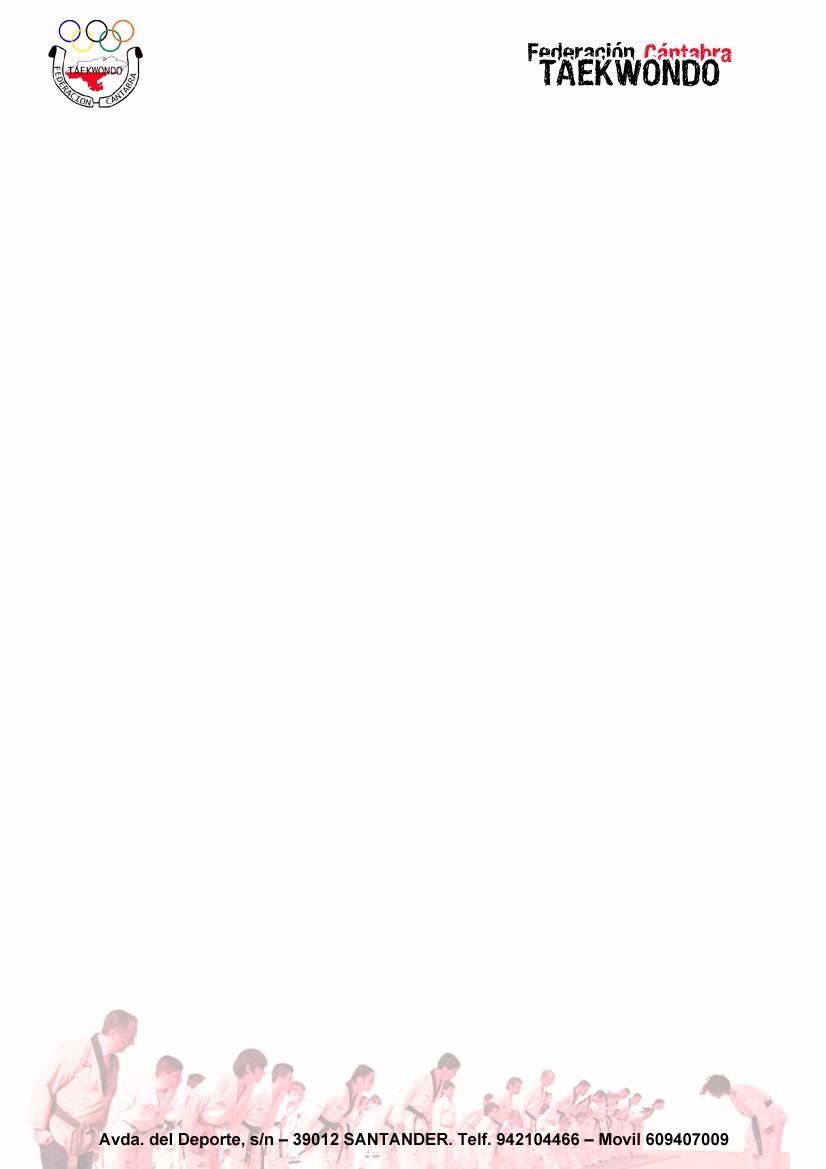 TAEKWONDO
FEDERACION CANTABRA
Federación Cántabra
TAEKWONDO
Avda. del Deporte, s/n – 39012 SANTANDER. Telf. 942104466 – Movil 609407009